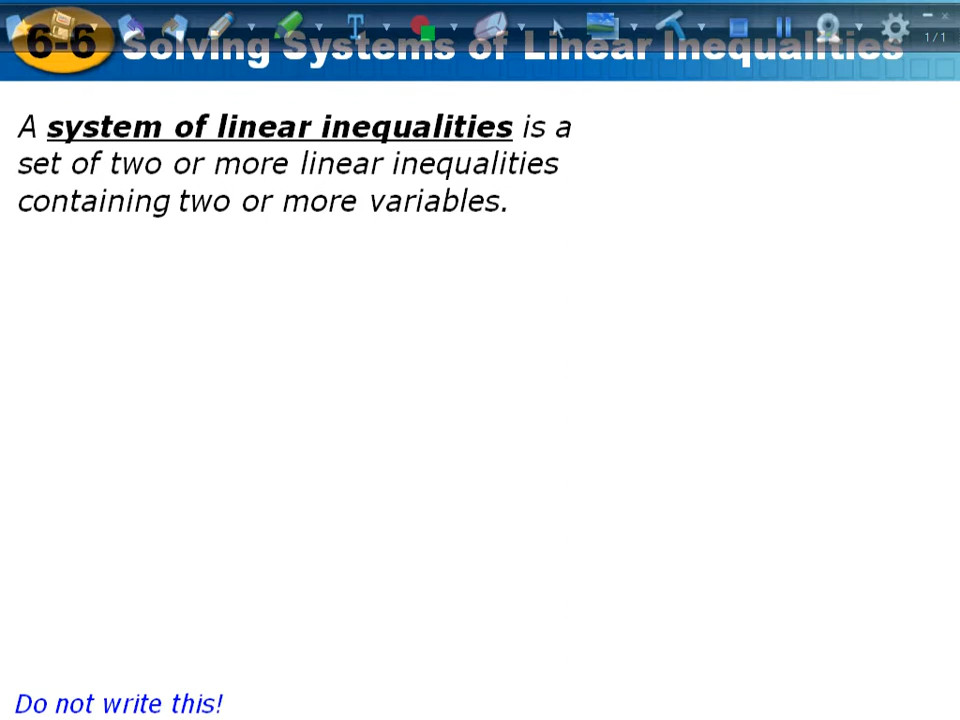 6-6 Solving Systems of Linear Inequalities
1/1
A system of linear inequalities is a
set of two or more linear inequalities
containing two or more variables.
Do not write this!